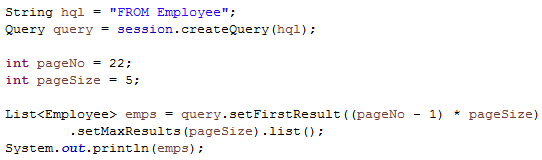 String hql = "FROM Employee";
Query query = session.createQuery(hql);
int pageNo = 22;
int pageSize = 5;
List<Employee> emps = query.setFirstResult((pageNo - 1) * pageSize)
.setMaxResults(pageSize).list();
System.out.println(emps);